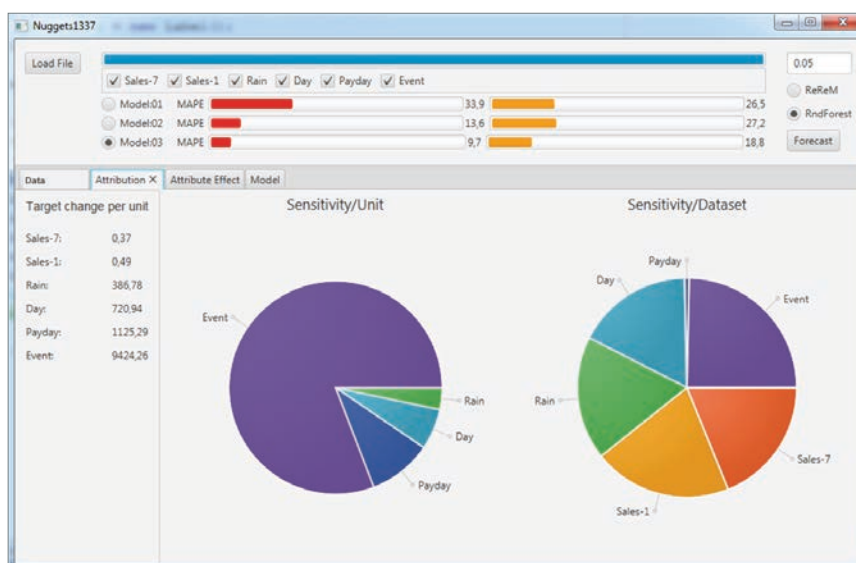 Nuggets1337
Load File
0.05
Sales-7 Sales-1 Rain Day Payday Event
ReReM
Model:01 MAPE 33,9 26,5
Model:02 MAPE 13,6 27,2
RndForest
Model:03 MAPE 9,7 18,8
Forecast
Data Attribution X Attribute Effect Model
Target change per unit
Sales-7: 0,37
Sales-1: 0,49
Rain: 386,78
Day: 720,94
Payday: 1125,29
Event: 9424,26
Sensitivity/Unit
Event
Rain
Day
Payday
Sensitivity/Dataset
Payday
Day
Event
Rain
Sales-7
Sales-1